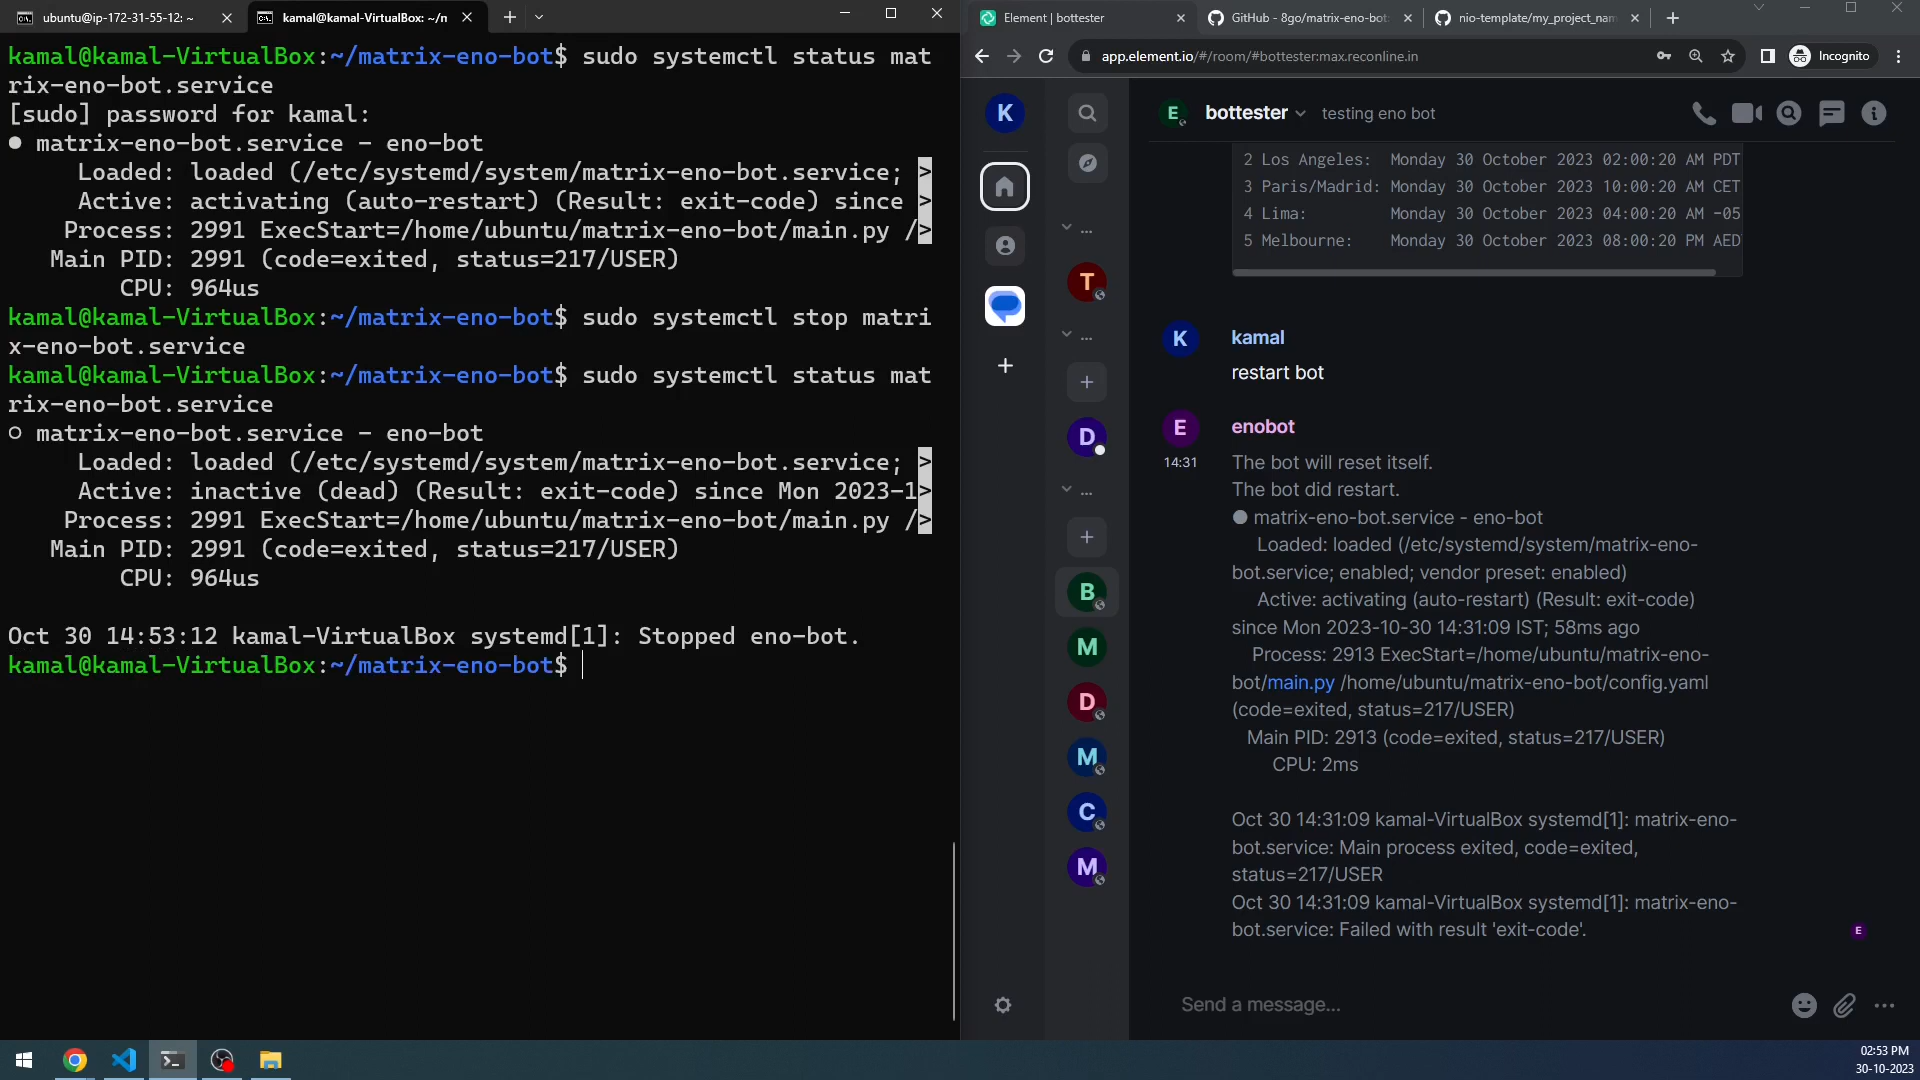 ubuntu@ip-172-31-55-12: ~
kamal@kamal-VirtualBox: ~/n
kamal@kamal-VirtualBox:~/matrix-eno-bot$ sudo systemctl status mat
rix-eno-bot.service
[sudo] password for kamal:
● matrix-eno-bot.service - eno-bot
Loaded: loaded (/etc/systemd/system/matrix-eno-bot.service; >
Active: activating (auto-restart) (Result: exit-code) since >
Process: 2991 ExecStart=/home/ubuntu/matrix-eno-bot/main.py />
Main PID: 2991 (code=exited, status=217/USER)
CPU: 964us
kamal@kamal-VirtualBox:~/matrix-eno-bot$ sudo systemctl stop matri
x-eno-bot.service
kamal@kamal-VirtualBox:~/matrix-eno-bot$ sudo systemctl status mat
rix-eno-bot.service
○ matrix-eno-bot.service - eno-bot
Loaded: loaded (/etc/systemd/system/matrix-eno-bot.service; >
Active: inactive (dead) (Result: exit-code) since Mon 2023-1>
Process: 2991 ExecStart=/home/ubuntu/matrix-eno-bot/main.py />
Main PID: 2991 (code=exited, status=217/USER)
CPU: 964us
Oct 30 14:53:12 kamal-VirtualBox systemd[1]: Stopped eno-bot.
kamal@kamal-VirtualBox:~/matrix-eno-bot$
Element | bottester
GitHub - 8go/matrix-eno-bot:
nio-template/my_project_nam
app.element.io/#/room/#bottester:max.reconline.in
Incognito
K
...
T
...
D
...
B
M
D
M
C
M
E
bottester
testing eno bot
2 Los Angeles: Monday 30 October 2023 02:00:20 AM PDT
3 Paris/Madrid: Monday 30 October 2023 10:00:20 AM CET
4 Lima: Monday 30 October 2023 04:00:20 AM -05
5 Melbourne: Monday 30 October 2023 08:00:20 PM AED
K
kamal
restart bot
E
enobot
14:31
The bot will reset itself.
The bot did restart.
● matrix-eno-bot.service - eno-bot
Loaded: loaded (/etc/systemd/system/matrix-eno-
bot.service; enabled; vendor preset: enabled)
Active: activating (auto-restart) (Result: exit-code)
since Mon 2023-10-30 14:31:09 IST; 58ms ago
Process: 2913 ExecStart=/home/ubuntu/matrix-eno-
bot/main.py /home/ubuntu/matrix-eno-bot/config.yaml
(code=exited, status=217/USER)
Main PID: 2913 (code=exited, status=217/USER)
CPU: 2ms
Oct 30 14:31:09 kamal-VirtualBox systemd[1]: matrix-eno-
bot.service: Main process exited, code=exited,
status=217/USER
Oct 30 14:31:09 kamal-VirtualBox systemd[1]: matrix-eno-
bot.service: Failed with result 'exit-code'.
E
Send a message...
02:53 PM
30-10-2023